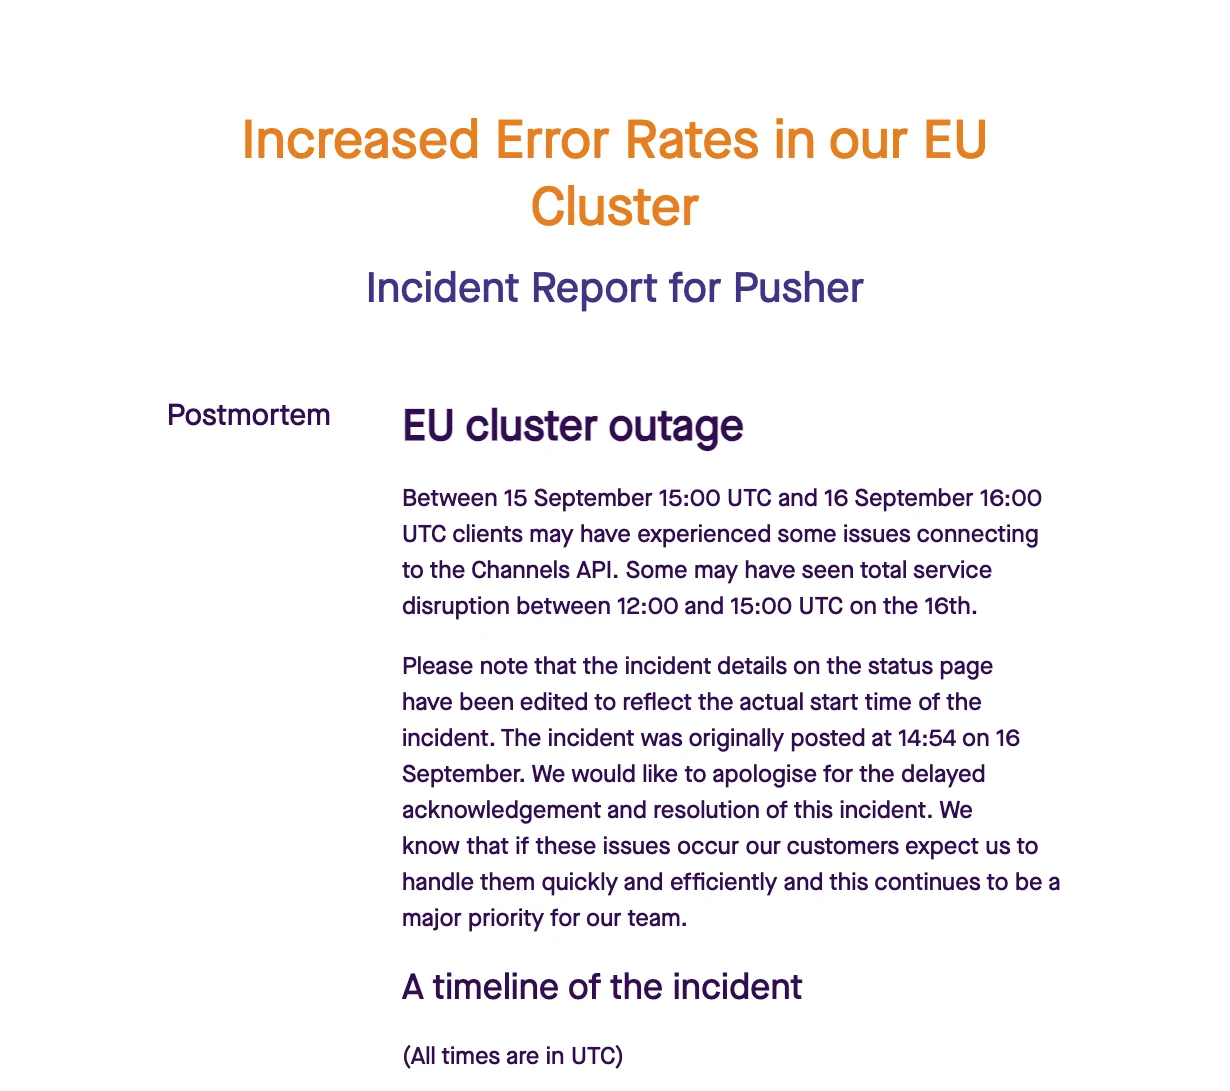 Increased Error Rates in our EU
Cluster
Incident Report for Pusher
Postmortem
EU cluster outage
Between 15 September 15:00 UTC and 16 September 16:00
UTC clients may have experienced some issues connecting
to the Channels API. Some may have seen total service
disruption between 12:00 and 15:00 UTC on the 16th.
Please note that the incident details on the status page
have been edited to reflect the actual start time of the
incident. The incident was originally posted at 14:54 on 16
September. We would like to apologise for the delayed
acknowledgement and resolution of this incident. We
know that if these issues occur our customers expect us to
handle them quickly and efficiently and this continues to be a
major priority for our team.
A timeline of the incident
(All times are in UTC)